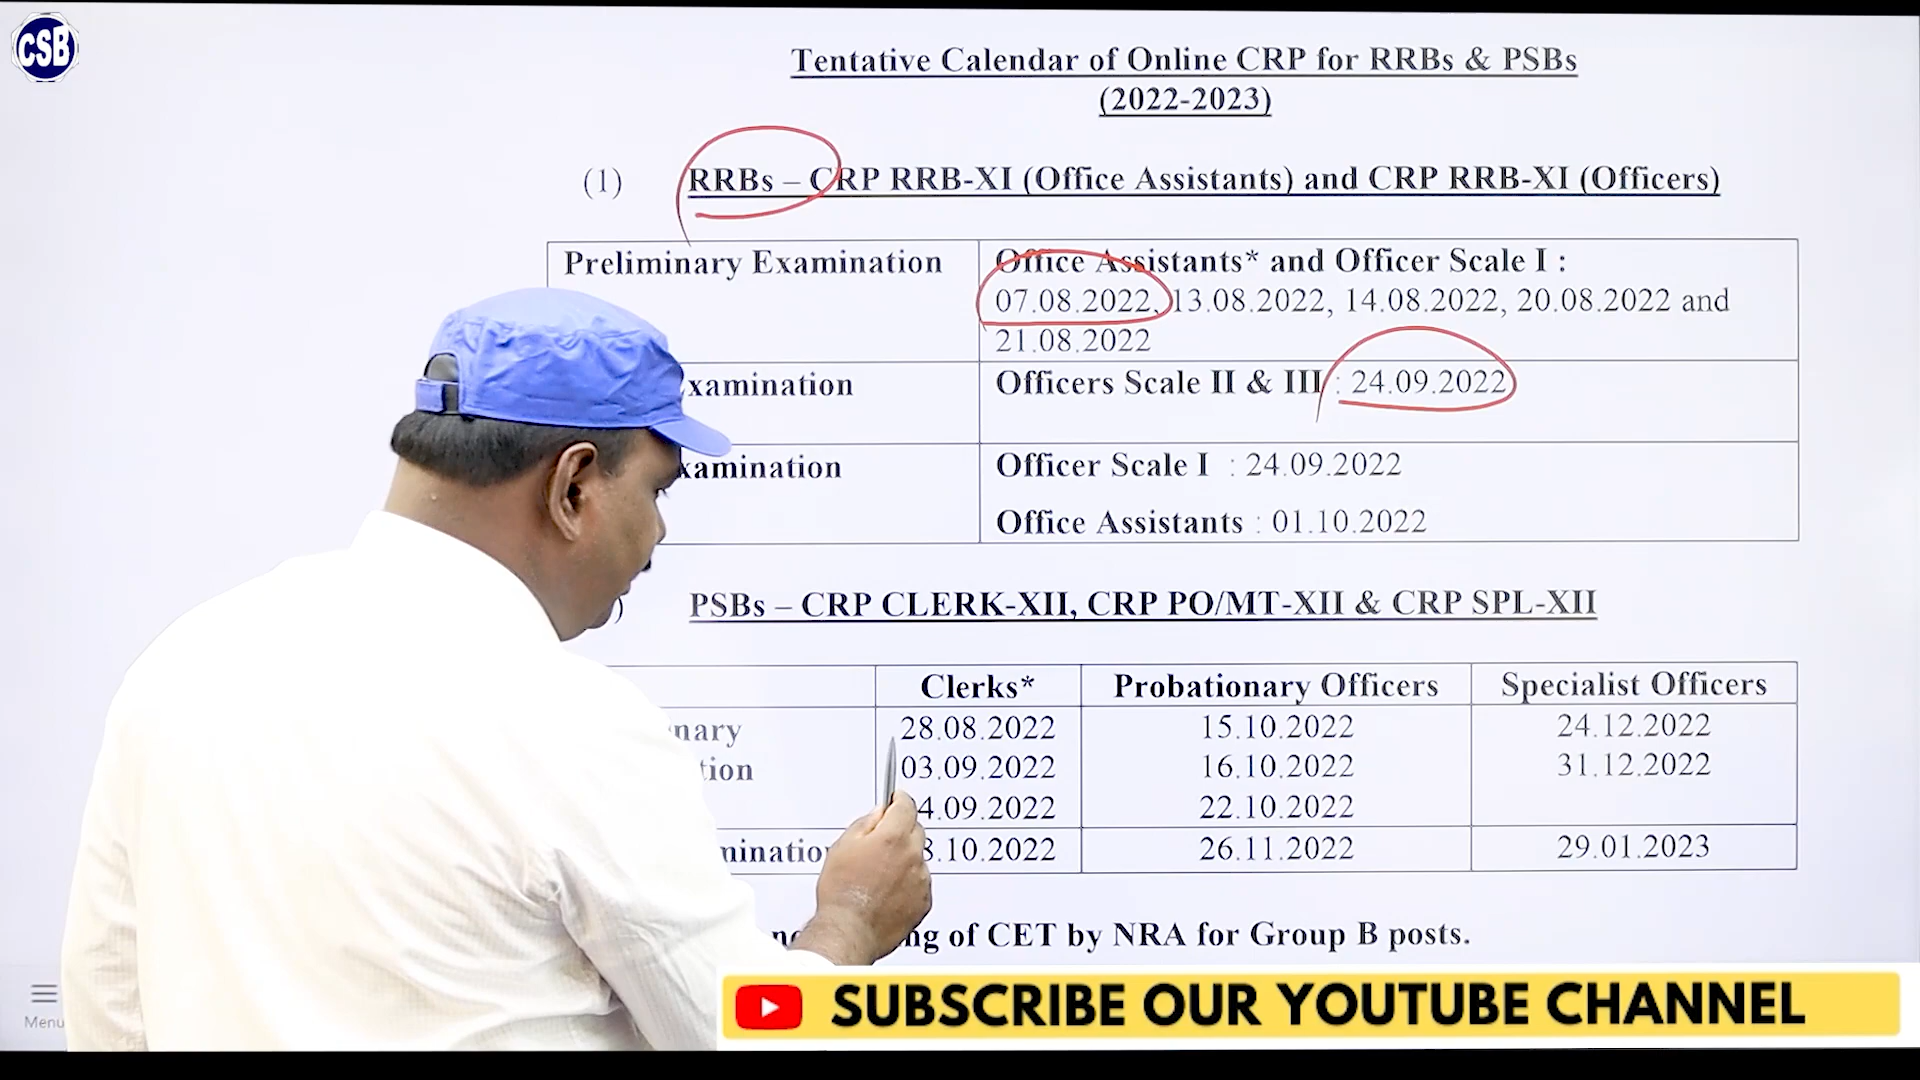 CSB
Tentative Calendar of Online CRP for RRBs & PSBs
(2022-2023)
(1) RRBs – CRP RRB-XI (Office Assistants) and CRP RRB-XI (Officers)
Preliminary Examination
Office Assistants* and Officer Scale I :
07.08.2022, 13.08.2022, 14.08.2022, 20.08.2022 and
21.08.2022
xamination
Officers Scale II & III : 24.09.2022
xamination
Officer Scale I : 24.09.2022
Office Assistants : 01.10.2022
) PSBs – CRP CLERK-XII, CRP PO/MT-XII & CRP SPL-XII
Clerks* Probationary Officers Specialist Officers
nary 28.08.2022 15.10.2022 24.12.2022
tion 03.09.2022 16.10.2022 31.12.2022
4.09.2022 22.10.2022
minatio 8.10.2022 26.11.2022 29.01.2023
ng of CET by NRA for Group B posts.
Menu
SUBSCRIBE OUR YOUTUBE CHANNEL